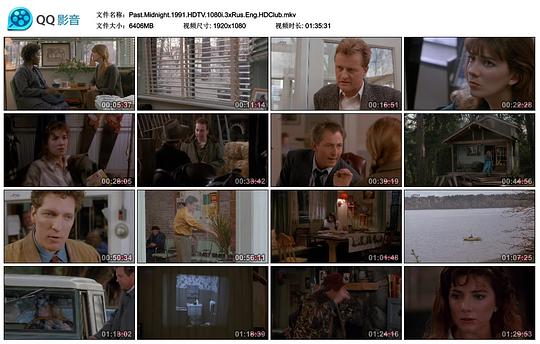 QQ影音
文件名称: Past.Midnight.1991.HDTV.1080i.3xRus.Eng.HDClub.mkv
文件大小: 6406MB 视频尺寸: 1920x1080 视频时长: 01:35:31
00:05:37 00:11:14 00:16:51 00:22:28
00:28:05 00:33:42 00:39:19 00:44:56
00:50:34 00:56:11 01:01:48 01:07:25
01:13:02 01:18:39 01:24:16 01:29:53